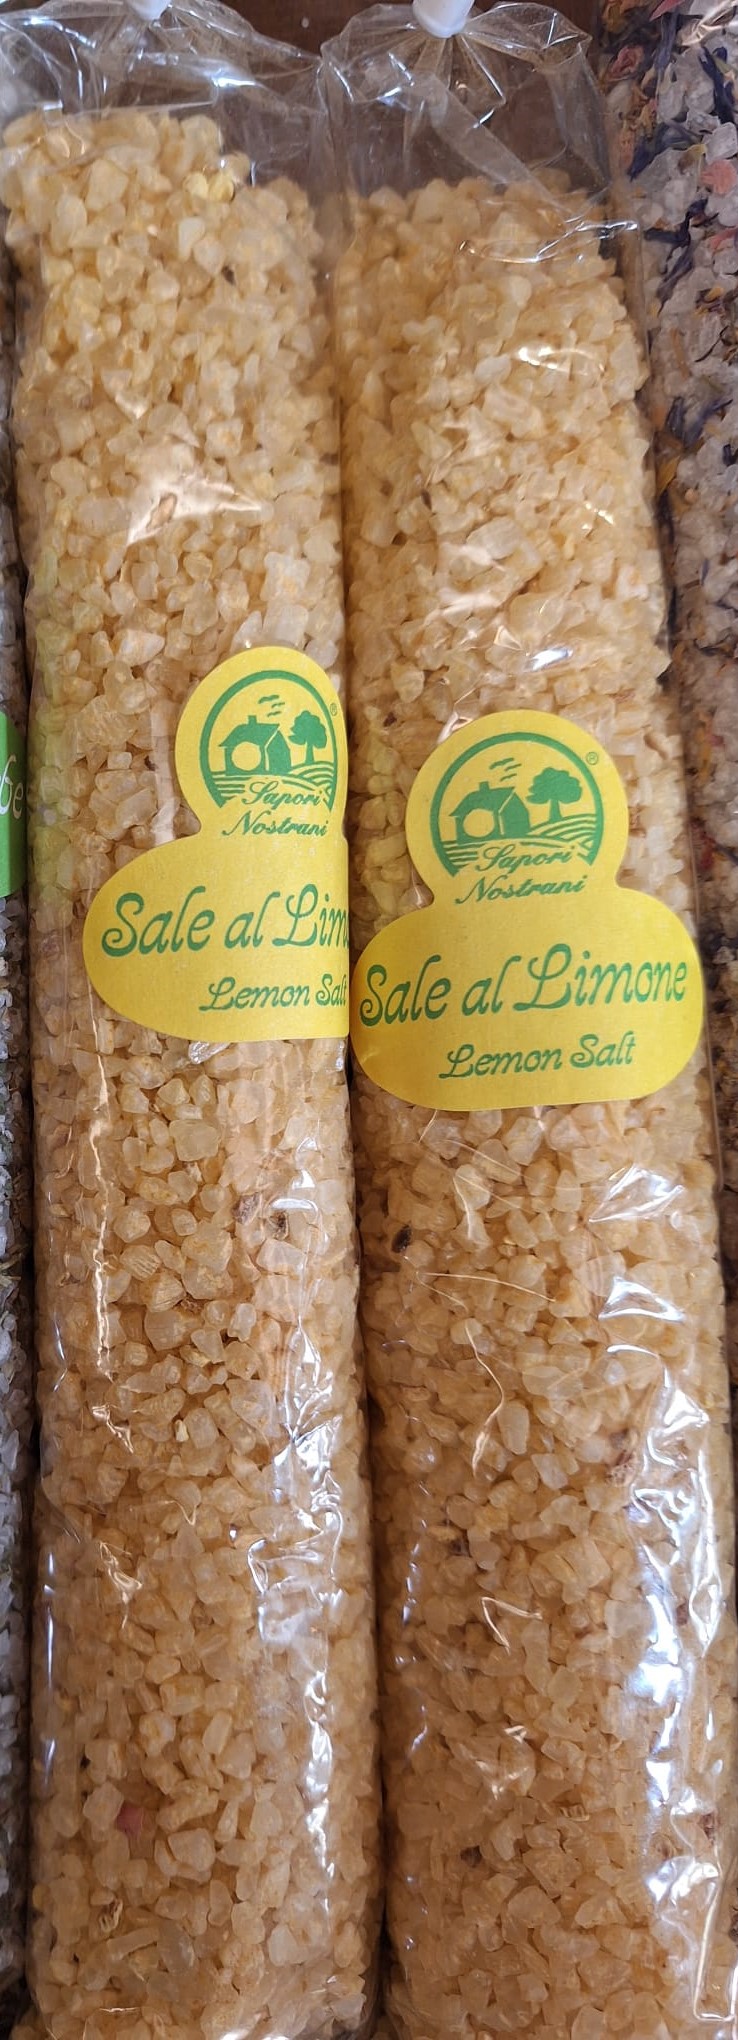 ®
Sapori
Nostrani
Sale al Lim
Lemon Salt
®
Sapori
Nostrani
Sale al Limone
Lemon Salt